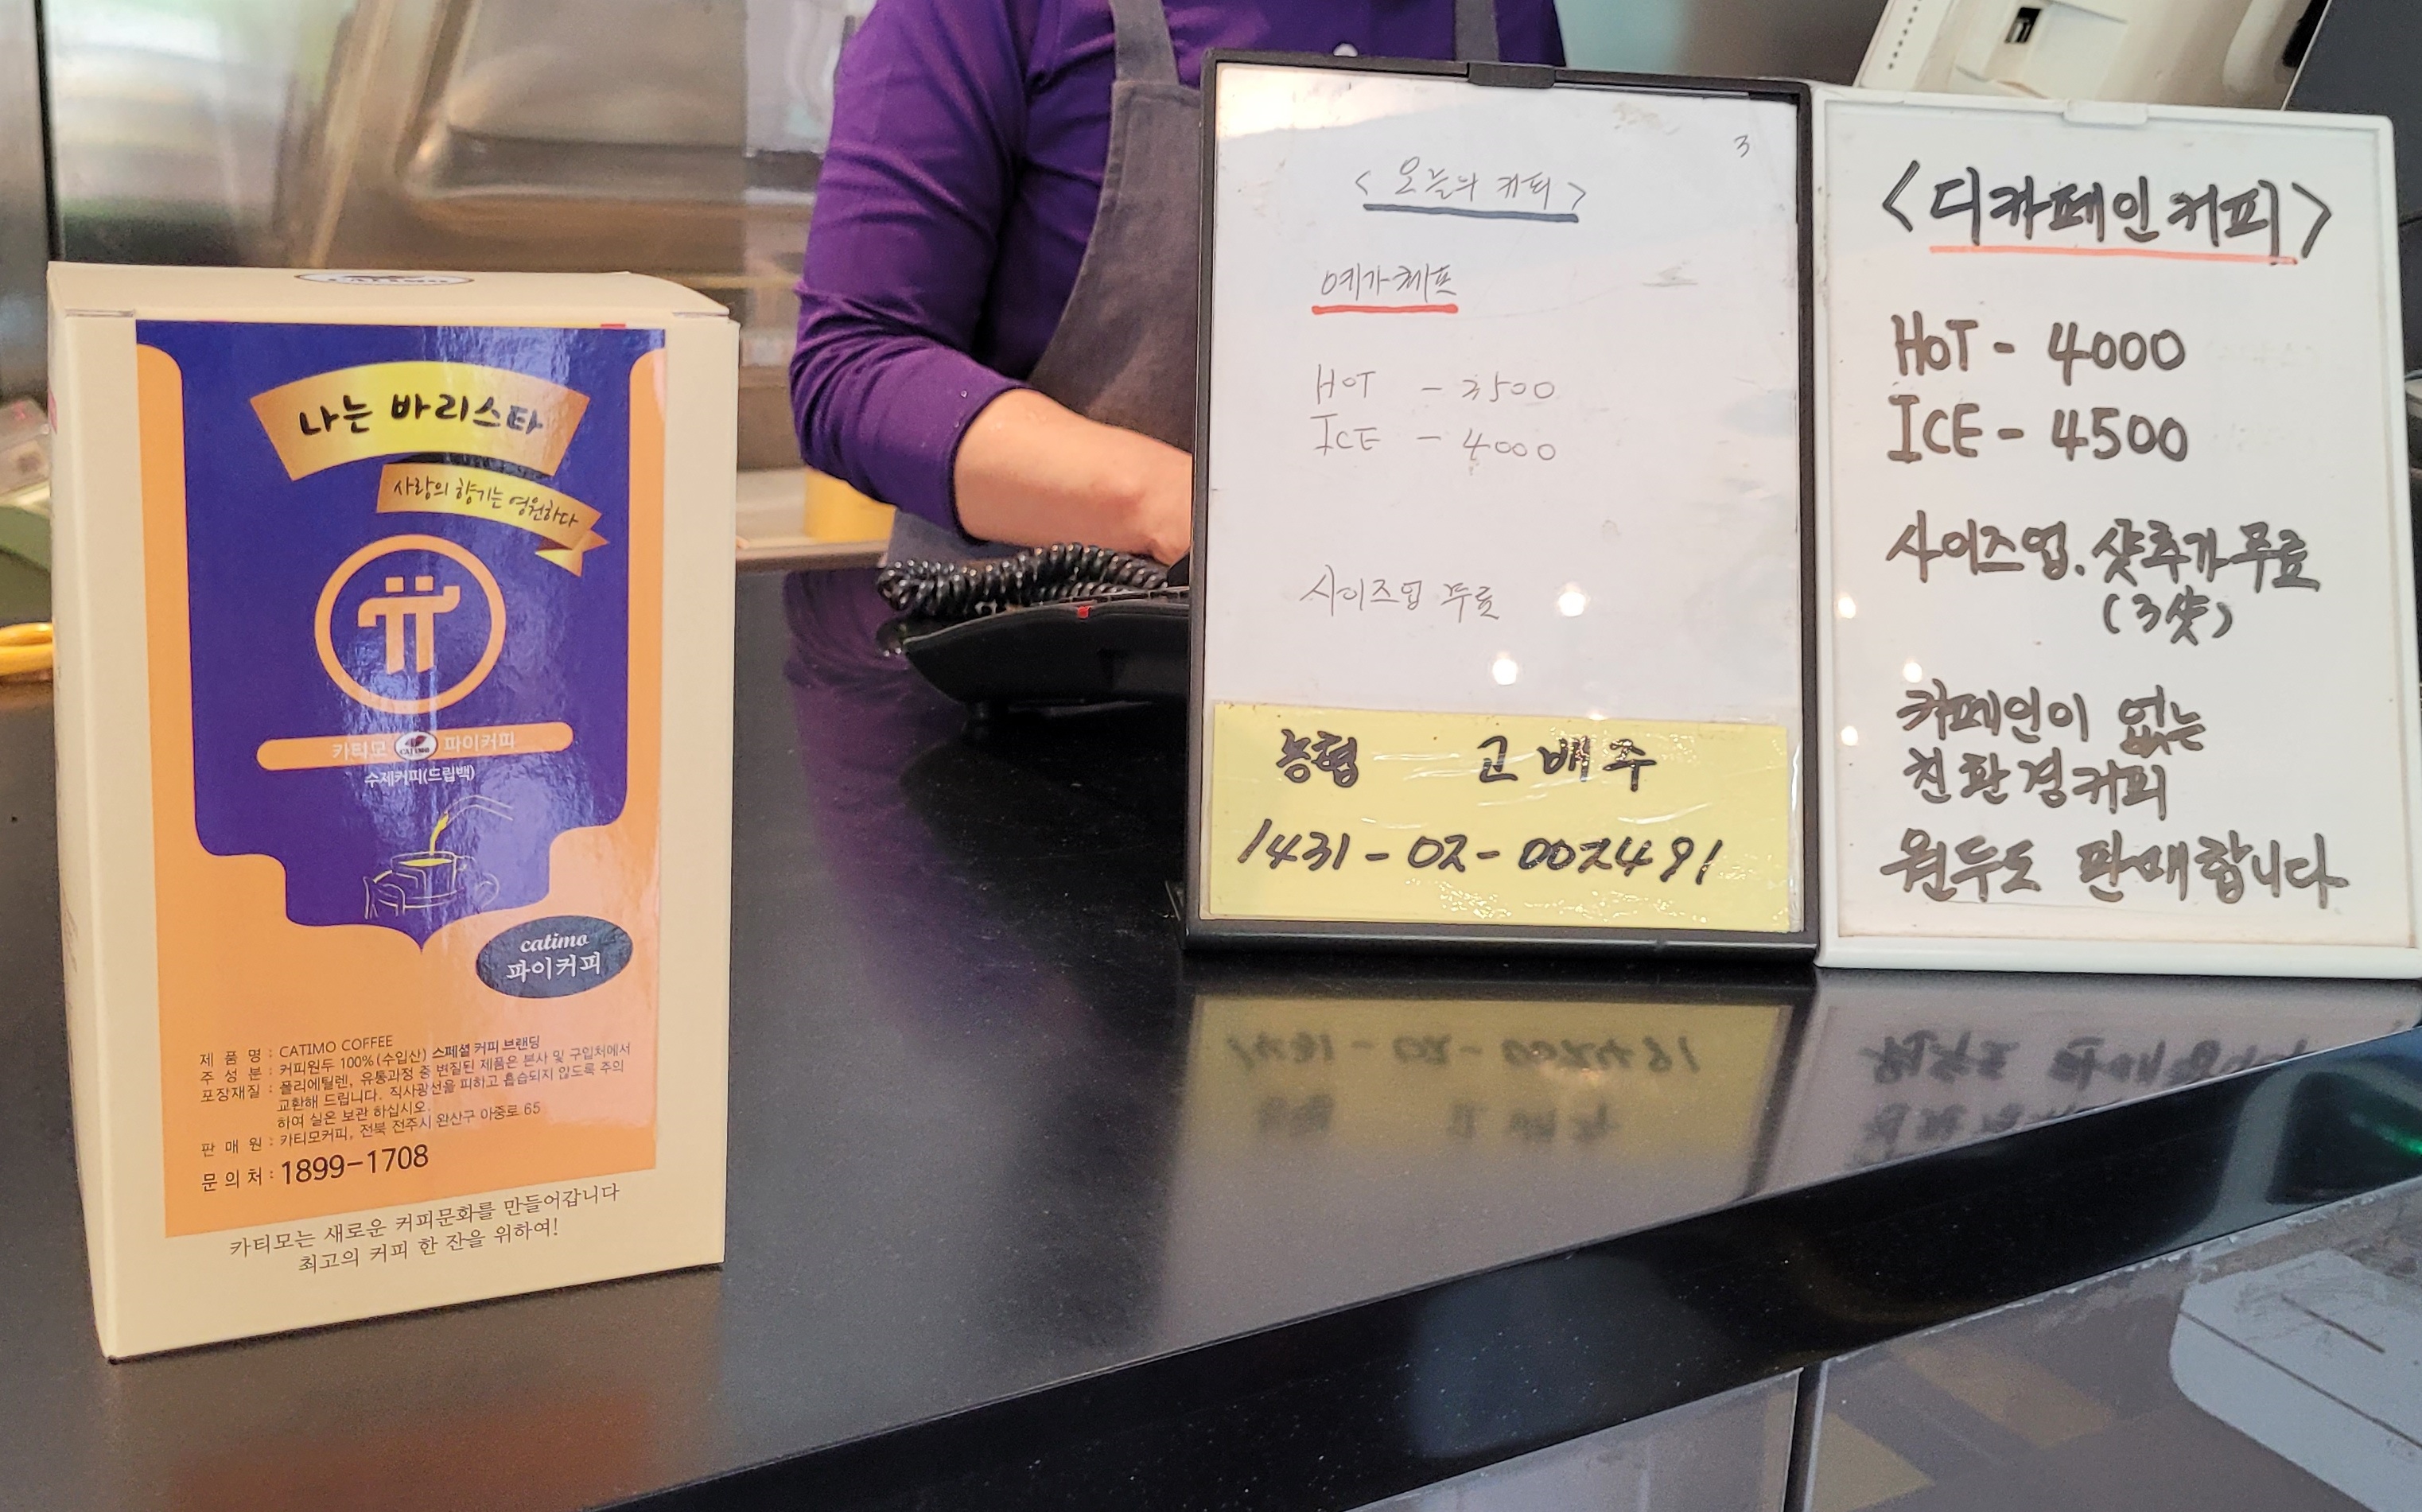 나는 바리스타
사랑의 향기는 영원하다
카티모 CATIMO 파이커피
수제커피(드립백)
catimo
파이커피
제 품 명 : CATIMO COFFEE
주 성 분 : 커피원두 100%(수입산) 스페셜 커피 브랜딩
포장재질 : 폴리에틸렌, 유통과정 중 변질된 제품은 본사 및 구입처에서
교환해 드립니다. 직사광선을 피하고 흡습되지 않도록 주의
하여 실온 보관 하십시오.
판 매 원 : 카티모커피, 전북 전주시 완산구 아중로 65
문 의 처 : 1899-1708
카티모는 새로운 커피문화를 만들어갑니다
최고의 커피 한 잔을 위하여!
3
<오늘의 커피>
예가체프
HOT - 3500
ICE - 4000
사이즈업 무료
농협 고배주
1431-02-002491
<디카페인커피>
HOT - 4000
ICE - 4500
사이즈업.샷추가무료
(3샷)
카페인이 없는
친환경커피
원두도 판매합니다